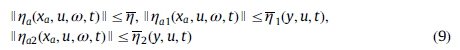 ‖η_a(x_a, u, ω, t)‖ ≤ η̅, ‖η_{a1}(x_a, u, ω, t)‖ ≤ η̅_1(y, u, t),
‖η_{a2}(x_a, u, ω, t)‖ ≤ η̅_2(y, u, t) (9)